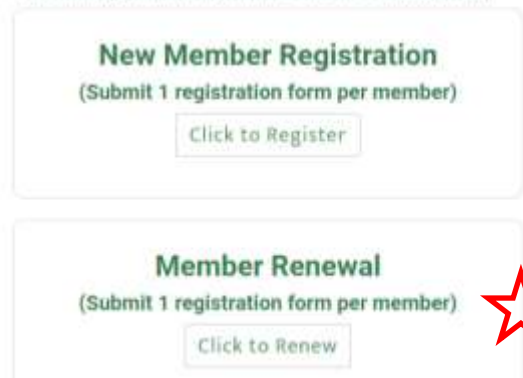 New Member Registration
(Submit 1 registration form per member)
Click to Register
Member Renewal
(Submit 1 registration form per member)
Click to Renew